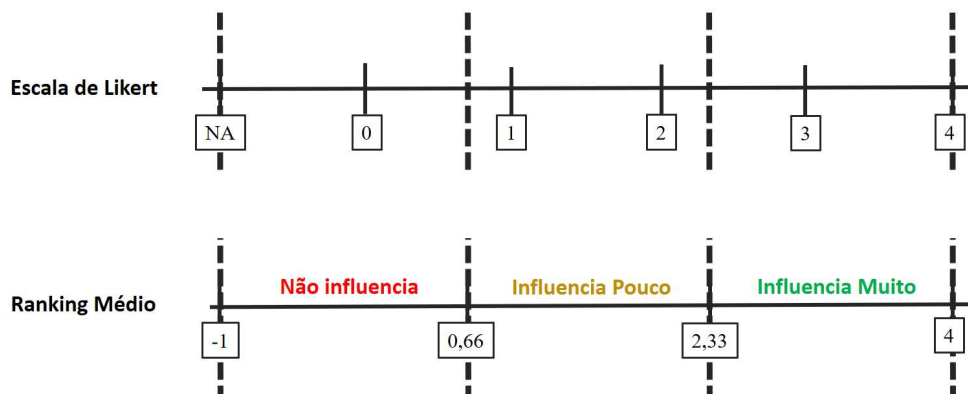 Escala de Likert
NA
0
1
2
3
4
Não influencia
Influencia Pouco
Influencia Muito
Ranking Médio
-1
0,66
2,33
4